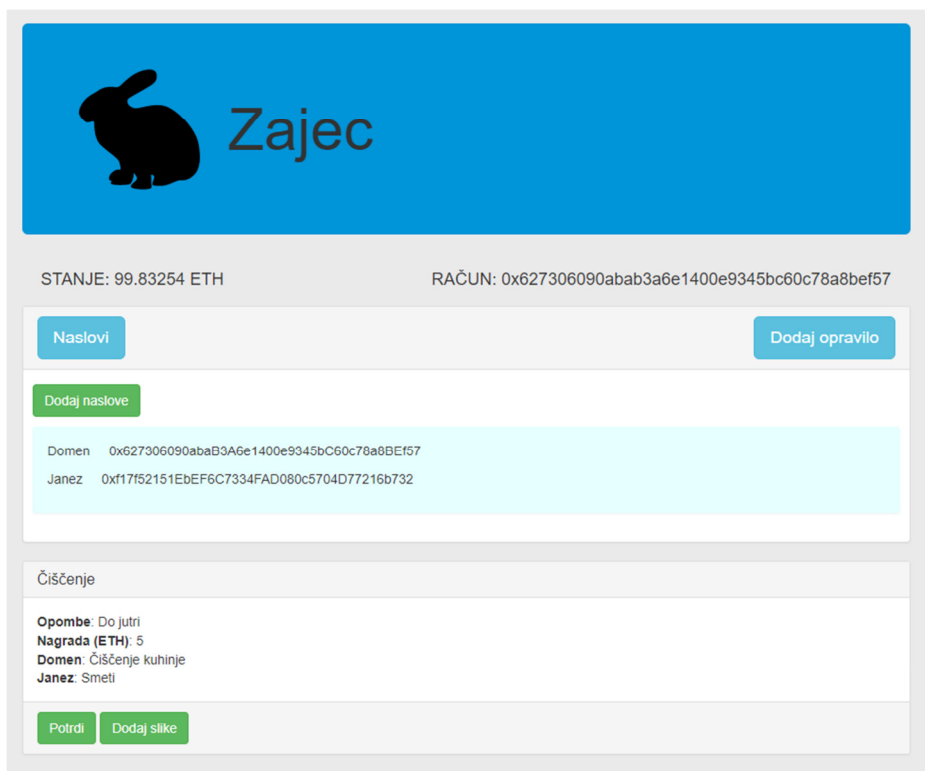 Zajec
STANJE: 99.83254 ETH RAČUN: 0x627306090abab3a6e1400e9345bc60c78a8bef57
Naslovi Dodaj opravilo
Dodaj naslove
Domen 0x627306090abaB3A6e1400e9345bC60c78a8BEf57
Janez 0xf17f52151EbEF6C7334FAD080c5704D77216b732
Čiščenje
Opombe: Do jutri
Nagrada (ETH): 5
Domen: Čiščenje kuhinje
Janez: Smeti
Potrdi Dodaj slike